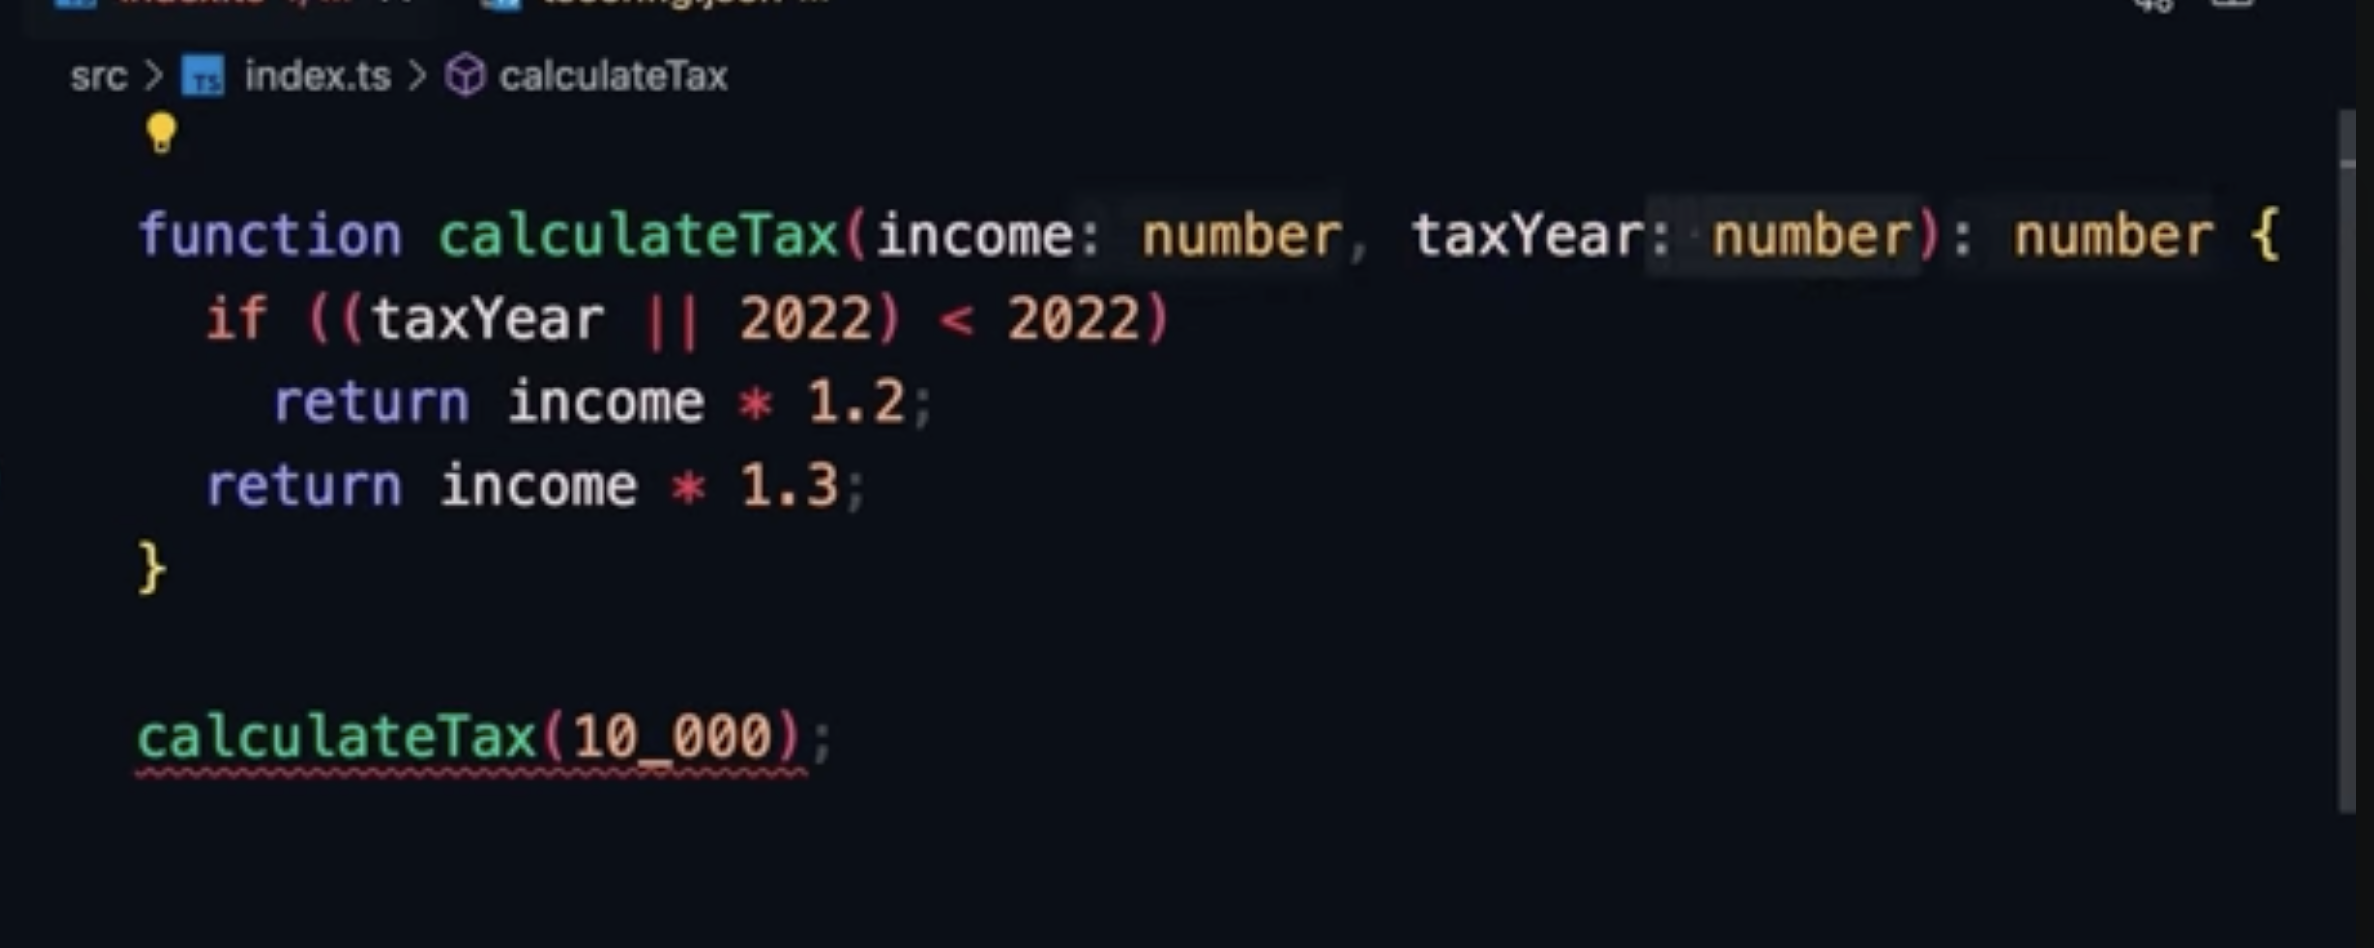 src > TS index.ts > calculateTax
function calculateTax(income: number, taxYear: number): number {
if ((taxYear || 2022) < 2022)
return income * 1.2;
return income * 1.3;
}
calculateTax(10_000);